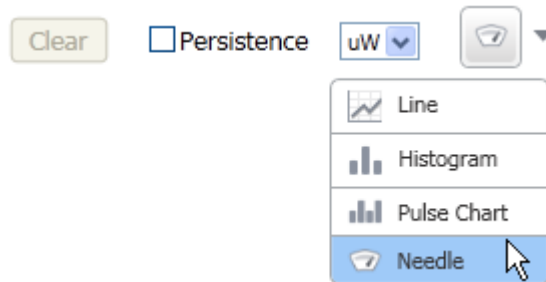 Clear Persistence uW
Line
Histogram
Pulse Chart
Needle